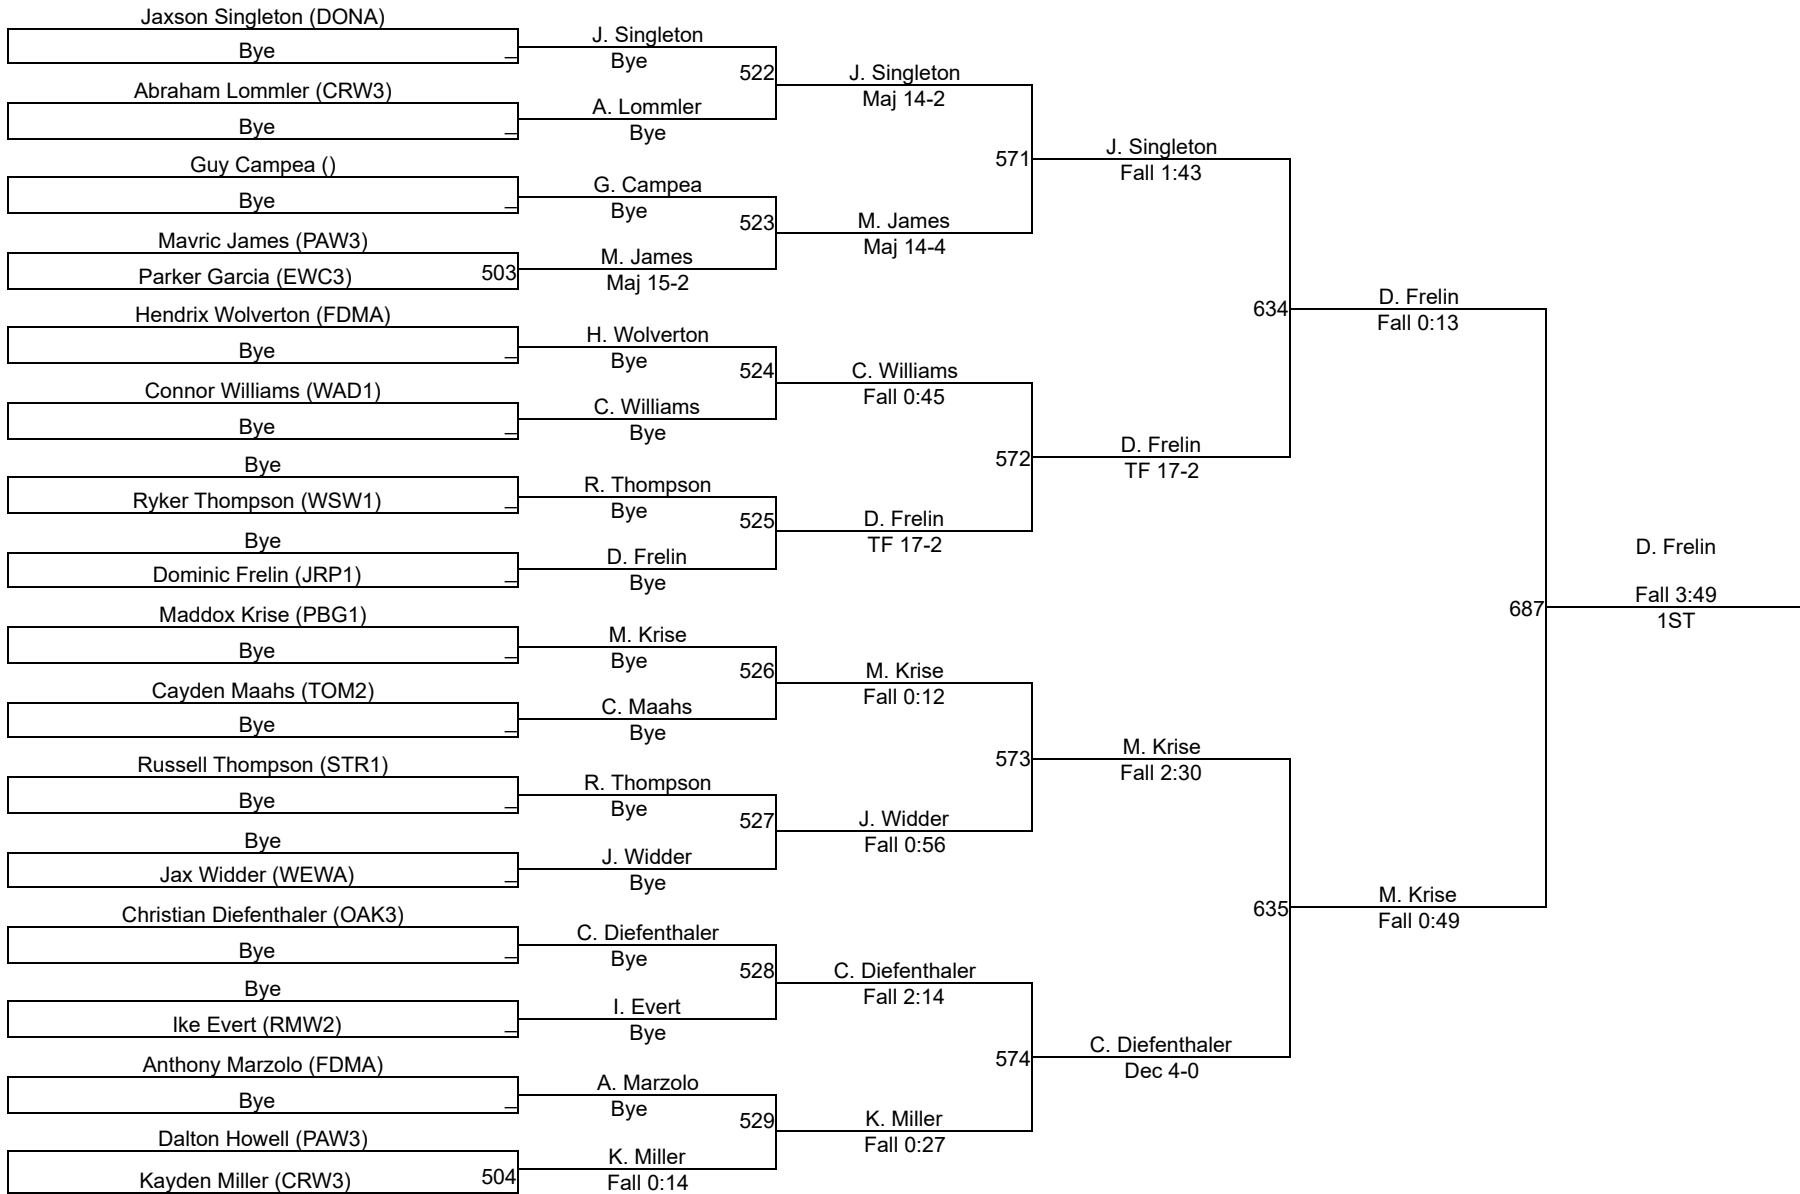 Jaxson Singleton (DONA)
Bye
Abraham Lommler (CRW3)
Bye
Guy Campea ()
Bye
Mavric James (PAW3)
Parker Garcia (EWC3) 503
Hendrix Wolverton (FDMA)
Bye
Connor Williams (WAD1)
Bye
Bye
Ryker Thompson (WSW1)
Bye
Dominic Frelin (JRP1)
Maddox Krise (PBG1)
Bye
Cayden Maahs (TOM2)
Bye
Russell Thompson (STR1)
Bye
Bye
Jax Widder (WEWA)
Christian Diefenthaler (OAK3)
Bye
Bye
Ike Evert (RMW2)
Anthony Marzolo (FDMA)
Bye
Dalton Howell (PAW3)
Kayden Miller (CRW3) 504
J. Singleton
Bye
522
A. Lommler
Bye
G. Campea
Bye
523
M. James
Maj 15-2
H. Wolverton
Bye
524
C. Williams
Bye
R. Thompson
Bye
525
D. Frelin
Bye
M. Krise
Bye
526
C. Maahs
Bye
R. Thompson
Bye
527
J. Widder
Bye
C. Diefenthaler
Bye
528
I. Evert
Bye
A. Marzolo
Bye
529
K. Miller
Fall 0:14
J. Singleton
Maj 14-2
571
M. James
Maj 14-4
C. Williams
Fall 0:45
572
D. Frelin
TF 17-2
M. Krise
Fall 0:12
573
J. Widder
Fall 0:56
C. Diefenthaler
Fall 2:14
574
K. Miller
Fall 0:27
J. Singleton
Fall 1:43
634
D. Frelin
TF 17-2
M. Krise
Fall 2:30
635
C. Diefenthaler
Dec 4-0
D. Frelin
Fall 0:13
687
M. Krise
Fall 0:49
D. Frelin
Fall 3:49
1ST